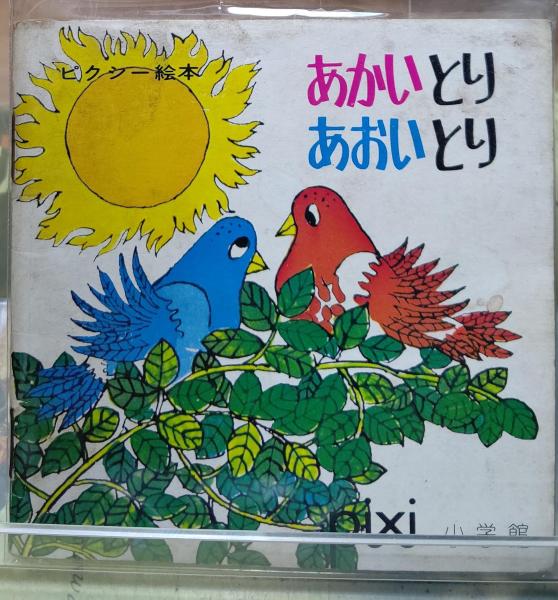 ピクシー絵本
あかいとり
あおいとり
pixi 小学館